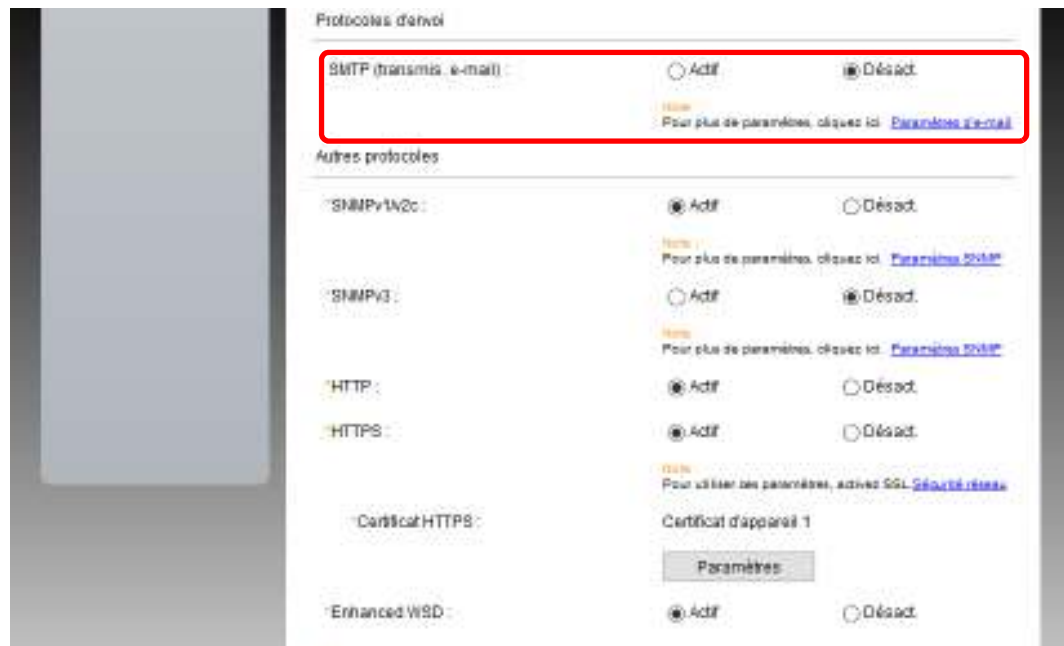 Protocoles d'envoi
SMTP (transmis. e-mail) : Actif Désact.
Note :
Pour plus de paramètres, cliquez ici. Paramètres d'e-mail
Autres protocoles
*SNMPv1/v2c : Actif Désact.
Note :
Pour plus de paramètres, cliquez ici. Paramètres SNMP
*SNMPv3 : Actif Désact.
Note :
Pour plus de paramètres, cliquez ici. Paramètres SNMP
*HTTP : Actif Désact.
*HTTPS : Actif Désact.
Note :
Pour utiliser ces paramètres, activez SSL. Sécurité réseau
*Certificat HTTPS : Certificat d'appareil 1
Paramètres
*Enhanced WSD : Actif Désact.